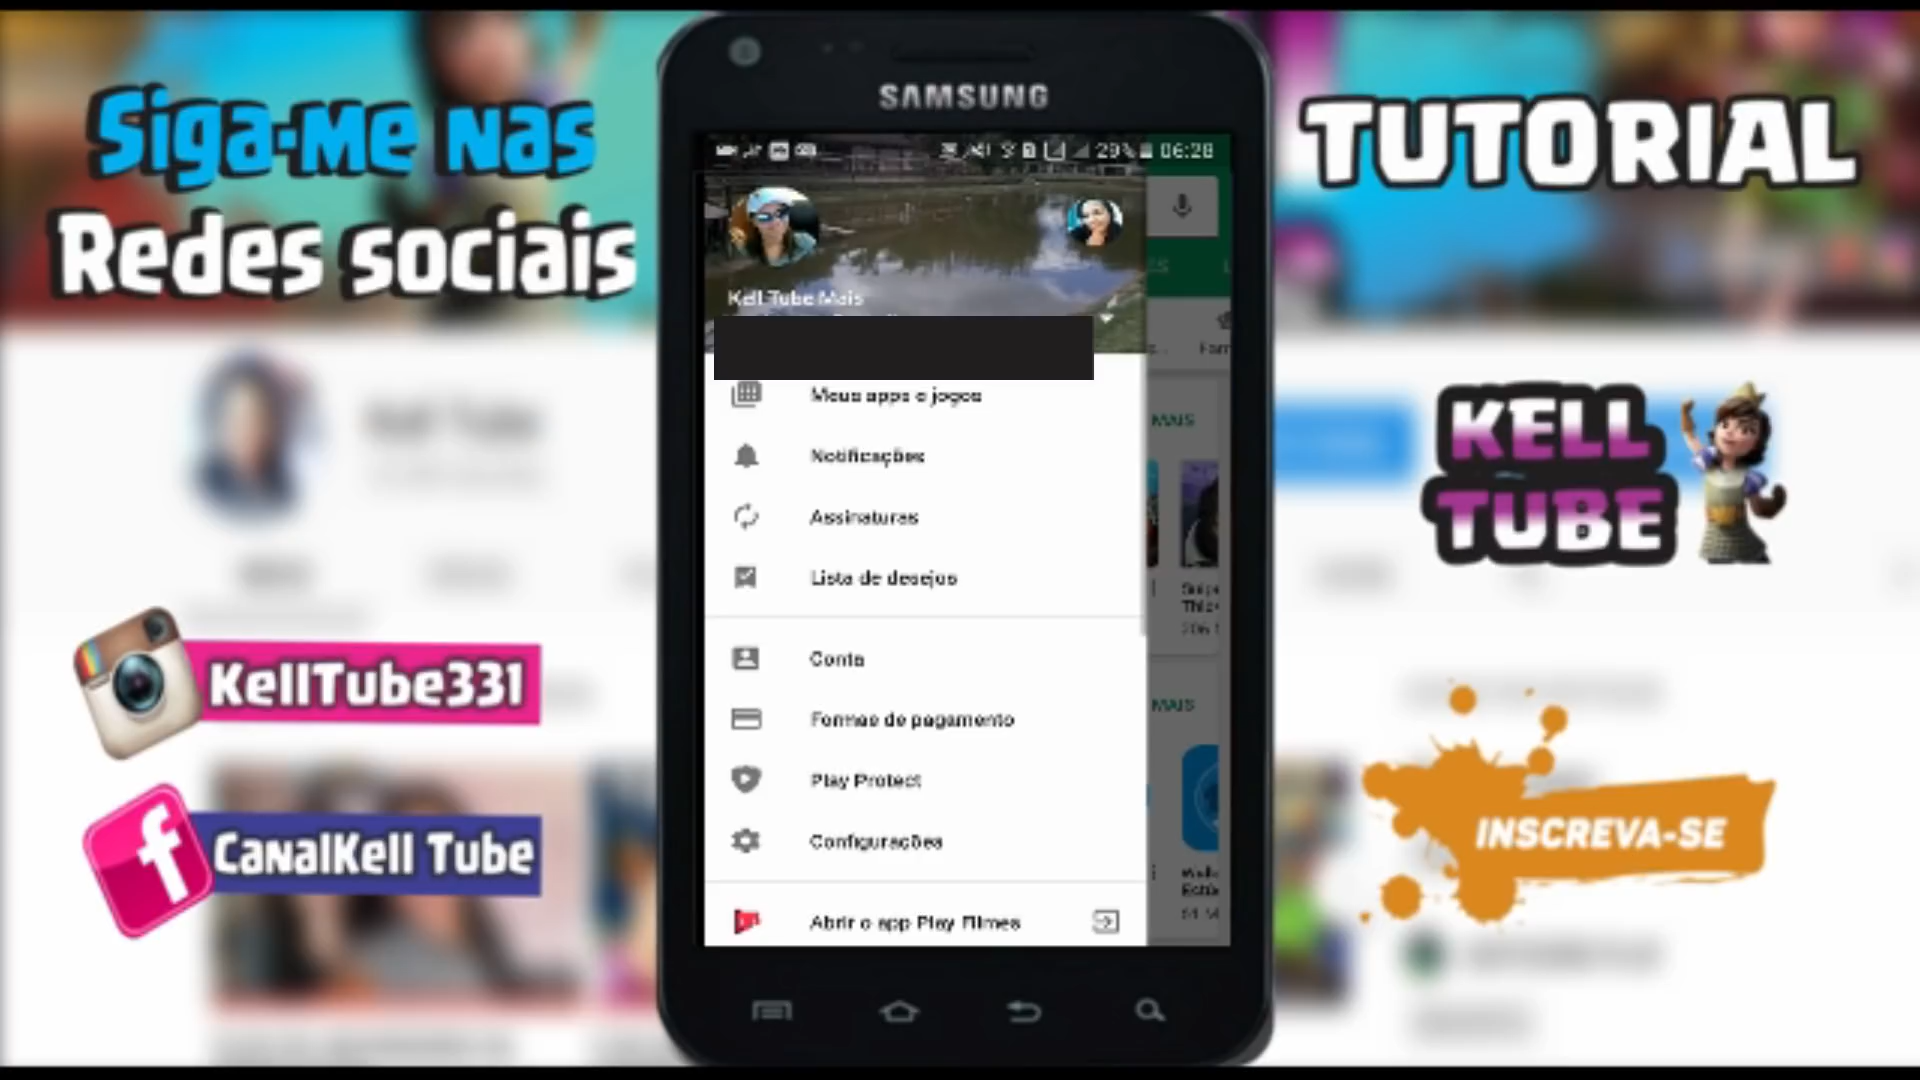 Siga-Me nas
Redes sociais
SAMSUNG
TUTORIAL
29% 06:28
Kell Tube Mais
Meus apps e jogos
Notificações
Assinaturas
Lista de desejos
Conta
Formas de pagamento
Play Protect
Configurações
Abrir o app Play Filmes
MAIS
MAIS
KELL
TUBE
KellTube331
CanalKell Tube
INSCREVA-SE